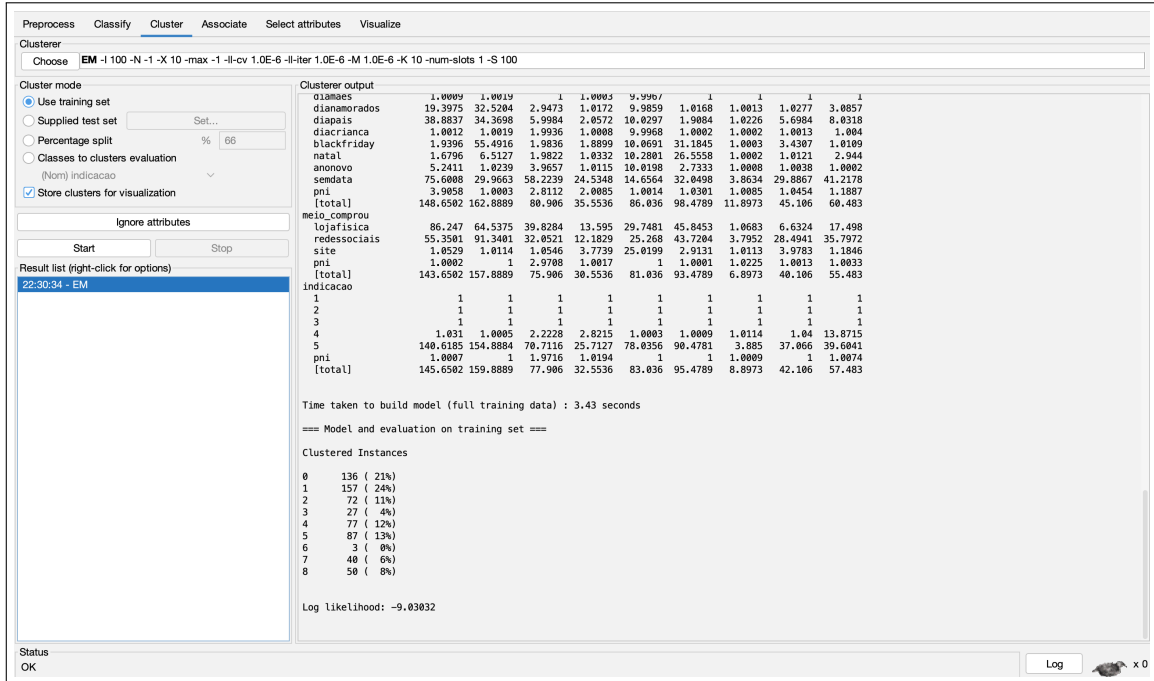 Preprocess Classify Cluster Associate Select attributes Visualize
Clusterer
Choose EM -I 100 -N -1 -X 10 -max -1 -ll-cv 1.0E-6 -ll-iter 1.0E-6 -M 1.0E-6 -K 10 -num-slots 1 -S 100
Cluster mode
Use training set
Supplied test set Set...
Percentage split % 66
Classes to clusters evaluation
(Nom) indicacao
Store clusters for visualization
Ignore attributes
Start Stop
Result list (right-click for options)
22:30:34 - EM
Clusterer output
diamaes 1.0009 1.0019 1 1.0003 9.9967 1 1 1 1
dianamorados 19.3975 32.5204 2.9473 1.0172 9.9859 1.0168 1.0013 1.0277 3.0857
diapais 38.8837 34.3698 5.9984 2.0572 10.0297 1.9084 1.0226 5.6984 8.0318
diacrianca 1.0012 1.0019 1.9936 1.0008 9.9968 1.0002 1.0002 1.0013 1.004
blackfriday 1.9396 55.4916 1.9836 1.8899 10.0691 31.1845 1.0003 3.4307 1.0109
natal 1.6796 6.5127 1.9822 1.0332 10.2801 26.5558 1.0002 1.0121 2.944
anonovo 5.2411 1.0239 3.9657 1.0115 10.0198 2.7333 1.0008 1.0038 1.0002
semdata 75.6008 29.9663 58.2239 24.5348 14.6564 32.0498 3.8634 29.8867 41.2178
pni 3.9058 1.0003 2.8112 2.0085 1.0014 1.0301 1.0085 1.0454 1.1887
[total] 148.6502 162.8889 80.906 35.5536 86.036 98.4789 11.8973 45.106 60.483
meio_comprou
lojafisica 86.247 64.5375 39.8284 13.595 29.7481 45.8453 1.0683 6.6324 17.498
redessociais 55.3501 91.3401 32.0521 12.1829 25.268 43.7204 3.7952 28.4941 35.7972
site 1.0529 1.0114 1.0546 3.7739 25.0199 2.9131 1.0113 3.9783 1.1846
pni 1.0002 1 2.9708 1.0017 1 1.0001 1.0225 1.0013 1.0033
[total] 143.6502 157.8889 75.906 30.5536 81.036 93.4789 6.8973 40.106 55.483
indicacao
1 1 1 1 1 1 1 1 1 1
2 1 1 1 1 1 1 1 1 1
3 1 1 1 1 1 1 1 1 1
4 1.031 1.0005 2.2228 2.8215 1.0003 1.0009 1.0114 1.04 13.8715
5 140.6185 154.8884 70.7116 25.7127 78.0356 90.4781 3.885 37.066 39.6041
pni 1.0007 1 1.9716 1.0194 1 1 1.0009 1 1.0074
[total] 145.6502 159.8889 77.906 32.5536 83.036 95.4789 8.8973 42.106 57.483
Time taken to build model (full training data) : 3.43 seconds
=== Model and evaluation on training set ===
Clustered Instances
0 136 ( 21%)
1 157 ( 24%)
2 72 ( 11%)
3 27 ( 4%)
4 77 ( 12%)
5 87 ( 13%)
6 3 ( 0%)
7 40 ( 6%)
8 50 ( 8%)
Log likelihood: -9.03032
Status
OK
Log x 0